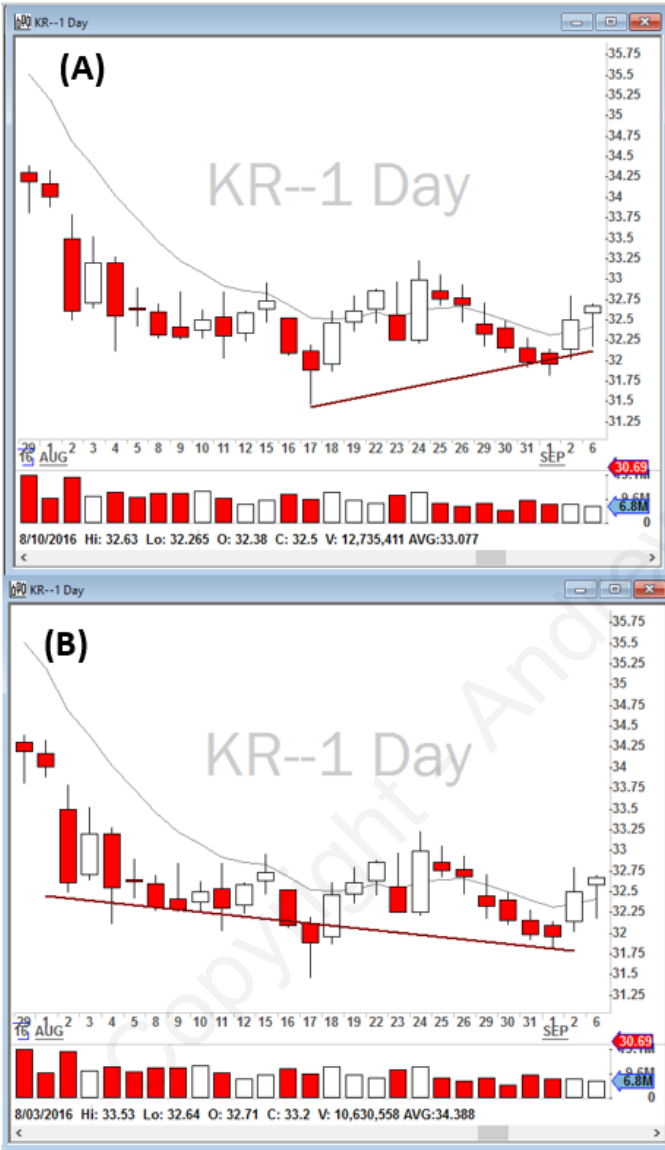 KR--1 Day
(A)
KR--1 Day
35.75
35.5
35.25
35
34.75
34.5
34.25
34
33.75
33.5
33.25
33
32.75
32.5
32.25
32
31.75
31.5
31.25
29 1 2 3 4 5 8 9 10 11 12 15 16 17 18 19 22 23 24 25 26 29 30 31 1 2 6
16 AUG SEP
30.69
9.6M
6.8M
0
8/10/2016 Hi: 32.63 Lo: 32.265 O: 32.38 C: 32.5 V: 12,735,411 AVG:33.077
KR--1 Day
(B)
KR--1 Day
35.75
35.5
35.25
35
34.75
34.5
34.25
34
33.75
33.5
33.25
33
32.75
32.5
32.25
32
31.75
31.5
31.25
29 1 2 3 4 5 8 9 10 11 12 15 16 17 18 19 22 23 24 25 26 29 30 31 1 2 6
16 AUG SEP
30.69
9.6M
6.8M
0
8/03/2016 Hi: 33.53 Lo: 32.64 O: 32.71 C: 33.2 V: 10,630,558 AVG:34.388
Copyright - Andrew